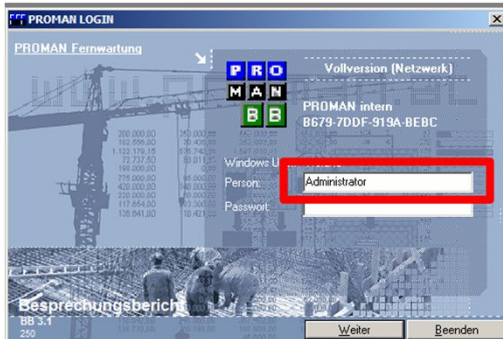 PROMAN LOGIN
PROMAN Fernwartung
PRO
MAN
BB
Vollversion (Netzwerk)
PROMAN intern
B679-7DDF-919A-BEBC
Windows
Person:
Administrator
Passwort:
Besprechungsbericht
BB 3.1
250
Weiter
Beenden